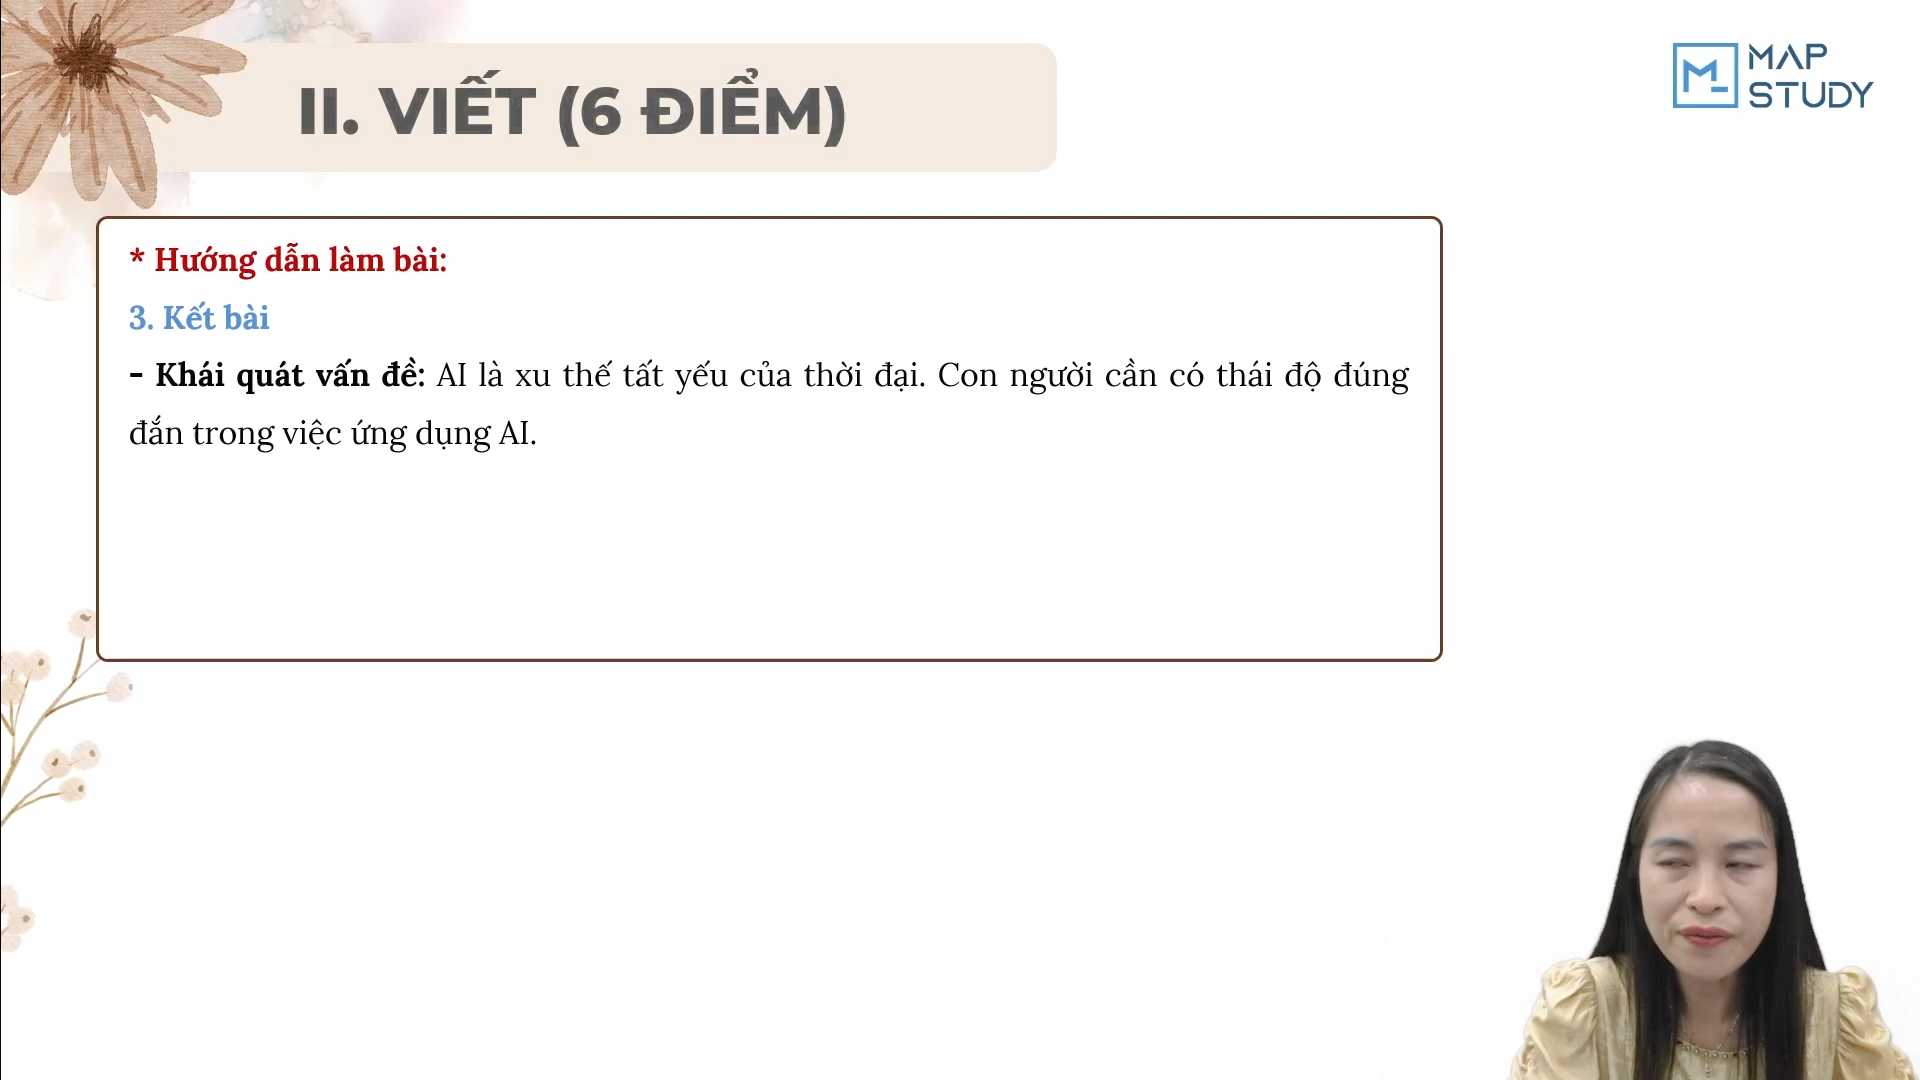 II. VIẾT (6 ĐIỂM)
MAP
STUDY
* Hướng dẫn làm bài:
3. Kết bài
- Khái quát vấn đề: AI là xu thế tất yếu của thời đại. Con người cần có thái độ đúng
đắn trong việc ứng dụng AI.